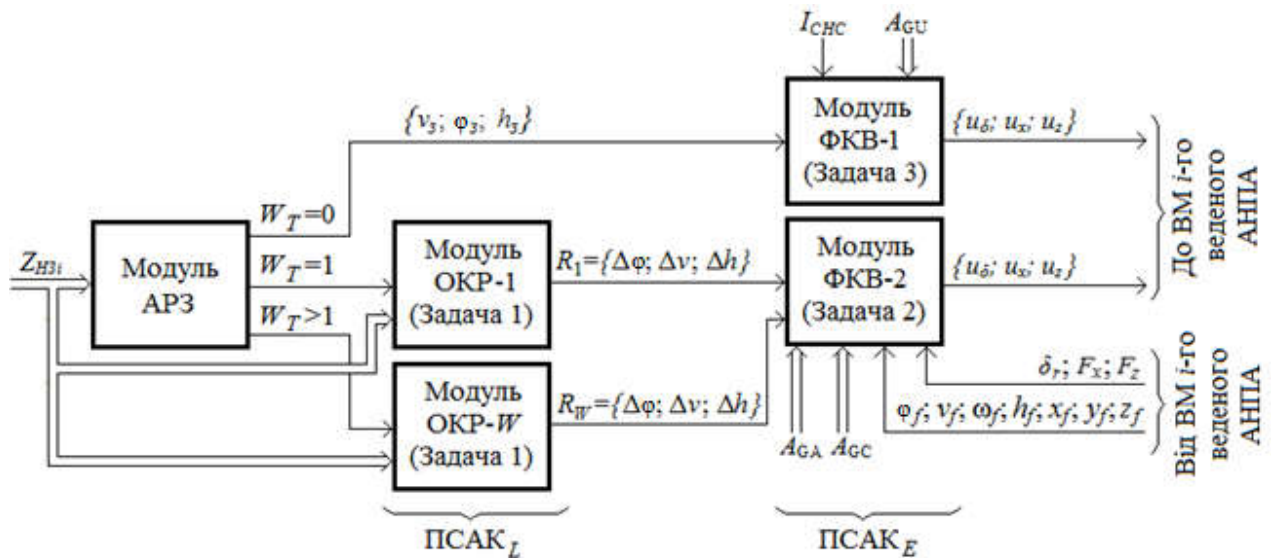 I_CHC A_GU
{v_з; φ_з; h_з}
Модуль
ФКВ-1
(Задача 3)
{u_δ; u_x; u_z}
До ВМ i-го
ведено­го
АНПА
W_T=0
Z_НЗi
Модуль
АРЗ
W_T=1
W_T>1
Модуль
ОКР-1
(Задача 1)
R_1={Δφ; Δv; Δh}
Модуль
ФКВ-2
(Задача 2)
{u_δ; u_x; u_z}
Модуль
ОКР-W
(Задача 1)
R_W={Δφ; Δv; Δh}
δ_r; F_x; F_z
φ_f; v_f; ω_f; h_f; x_f; y_f; z_f
Від ВМ i-го
веденого
АНПА
A_GA A_GC
ПСАК_L
ПСАК_E